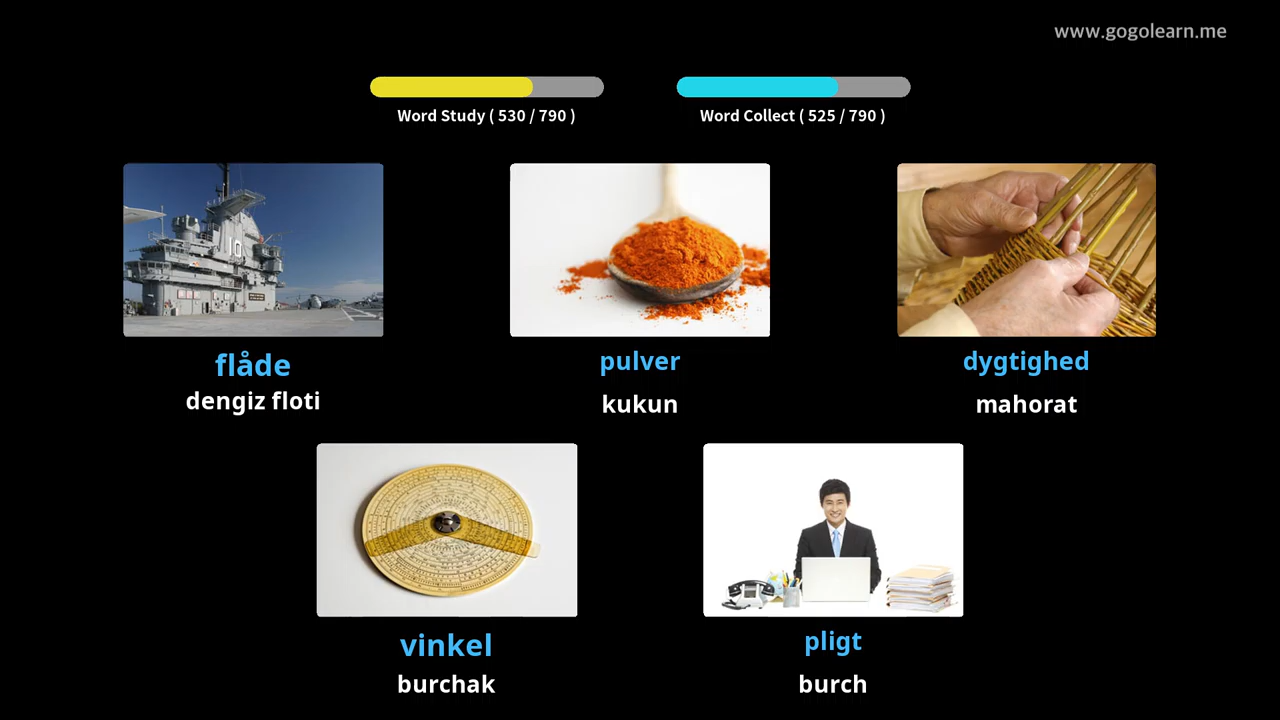 www.gogolearn.me
Word Study ( 530 / 790 )
Word Collect ( 525 / 790 )
flåde
dengiz floti
pulver
kukun
dygtighed
mahorat
vinkel
burchak
pligt
burch